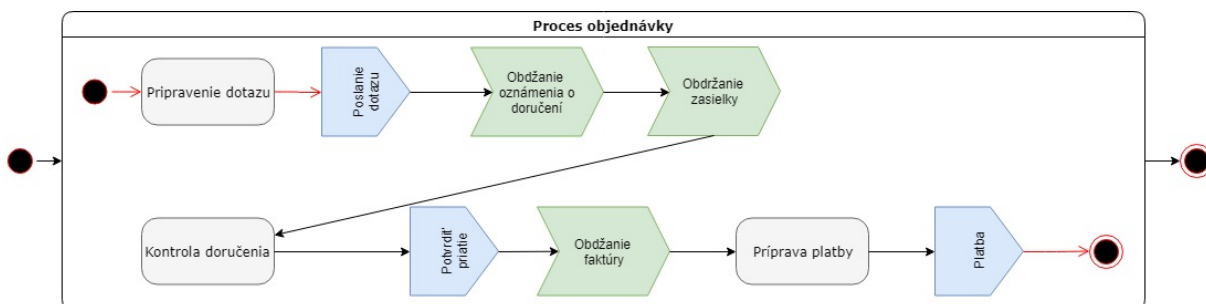 Proces objednávky
Pripravenie dotazu
Poslanie
dotazu
Obdžanie
oznámenia o
doručení
Obdržanie
zasielky
Kontrola doručenia
Potvrdiť
priatie
Obdžanie
faktúry
Príprava platby
Platba